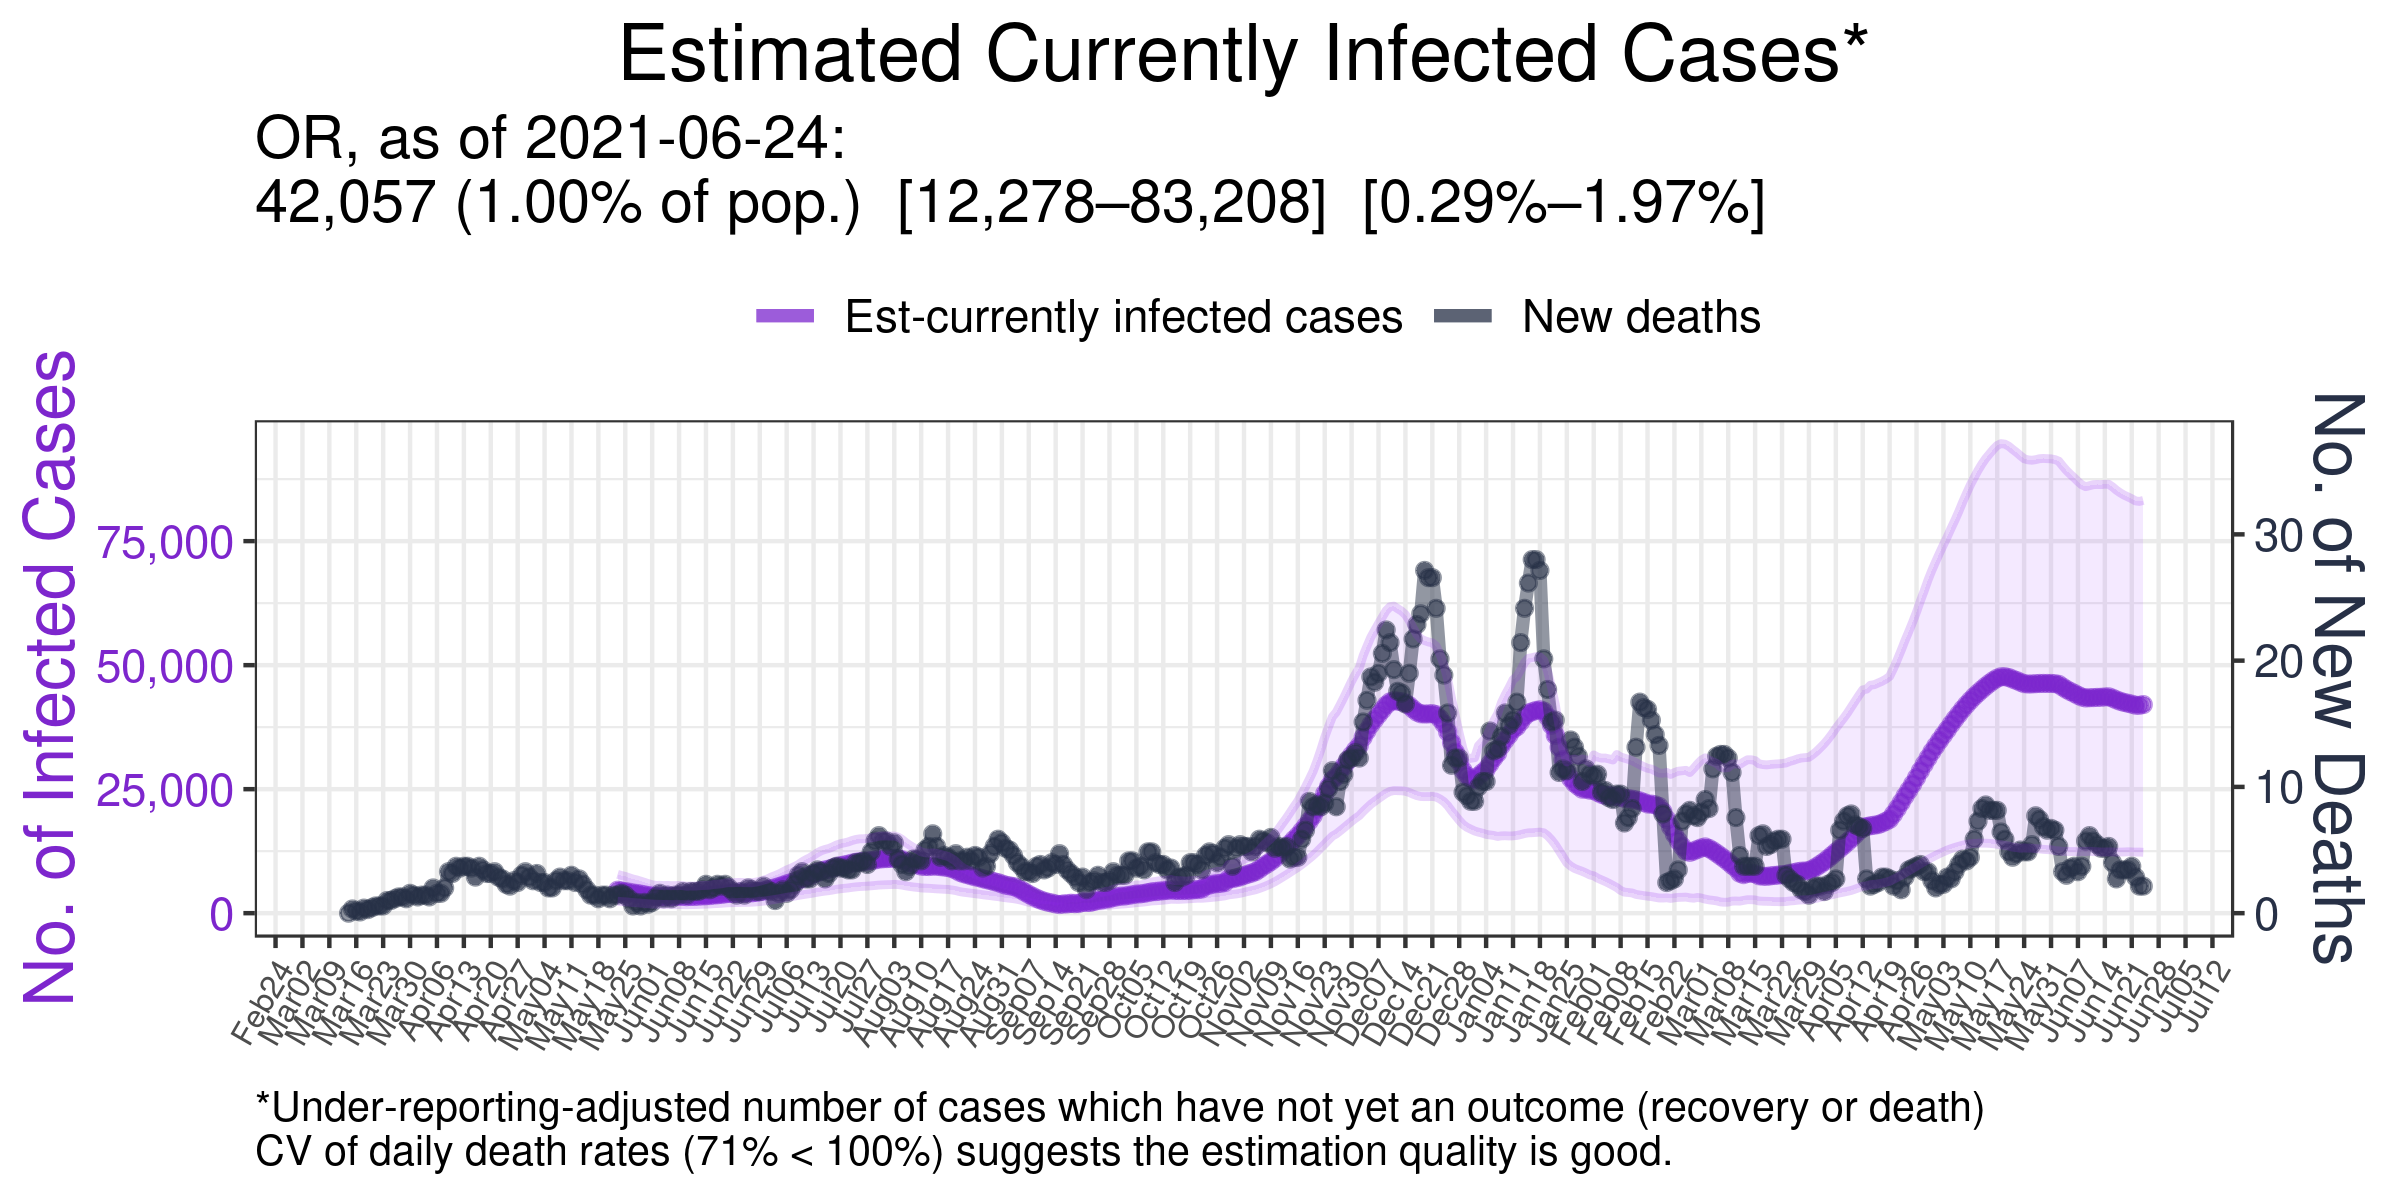 Estimated Currently Infected Cases*
OR, as of 2021-06-24:
42,057 (1.00% of pop.) [12,278–83,208] [0.29%–1.97%]
Est-currently infected cases New deaths
No. of Infected Cases
75,000
50,000
25,000
0
30
20
10
0
No. of New Deaths
Feb24 Mar02 Mar09 Mar16 Mar23 Mar30 Apr06 Apr13 Apr20 Apr27 May04 May11 May18 May25 Jun01 Jun08 Jun15 Jun22 Jun29 Jul06 Jul13 Jul20 Jul27 Aug03 Aug10 Aug17 Aug24 Aug31 Sep07 Sep14 Sep21 Sep28 Oct05 Oct12 Oct19 Oct26 Nov02 Nov09 Nov16 Nov23 Nov30 Dec07 Dec14 Dec21 Dec28 Jan04 Jan11 Jan18 Jan25 Feb01 Feb08 Feb15 Feb22 Mar01 Mar08 Mar15 Mar22 Mar29 Apr05 Apr12 Apr19 Apr26 May03 May10 May17 May24 May31 Jun07 Jun14 Jun21 Jun28 Jul05 Jul12
*Under-reporting-adjusted number of cases which have not yet an outcome (recovery or death)
CV of daily death rates (71% < 100%) suggests the estimation quality is good.